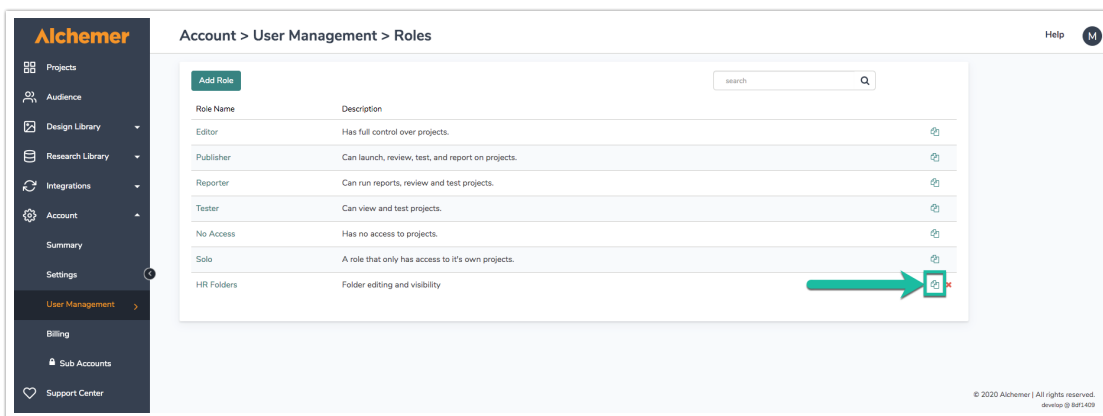 Alchemer
Account > User Management > Roles
Help
M
Projects
Audience
Design Library
Research Library
Integrations
Account
Summary
Settings
User Management
Billing
Sub Accounts
Support Center
Add Role
search
Role Name Description
Editor Has full control over projects.
Publisher Can launch, review, test, and report on projects.
Reporter Can run reports, review and test projects.
Tester Can view and test projects.
No Access Has no access to projects.
Solo A role that only has access to it's own projects.
HR Folders Folder editing and visibility
© 2020 Alchemer | All rights reserved.
develop @ 8df1409